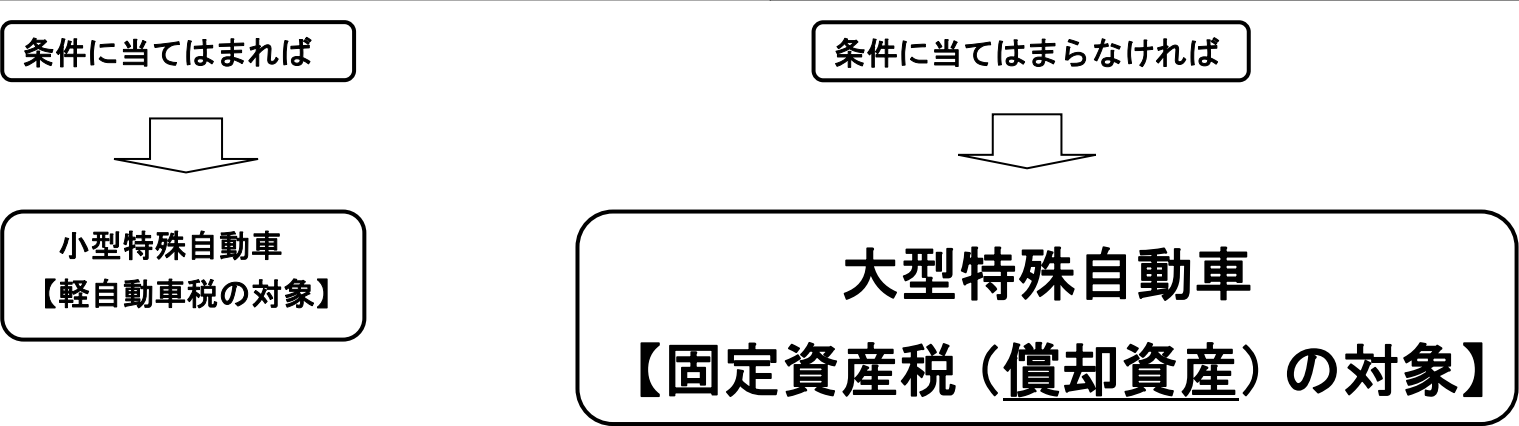 条件に当てはまれば
条件に当てはまらなければ
小型特殊自動車
【軽自動車税の対象】
大型特殊自動車
【固定資産税（償却資産）の対象】